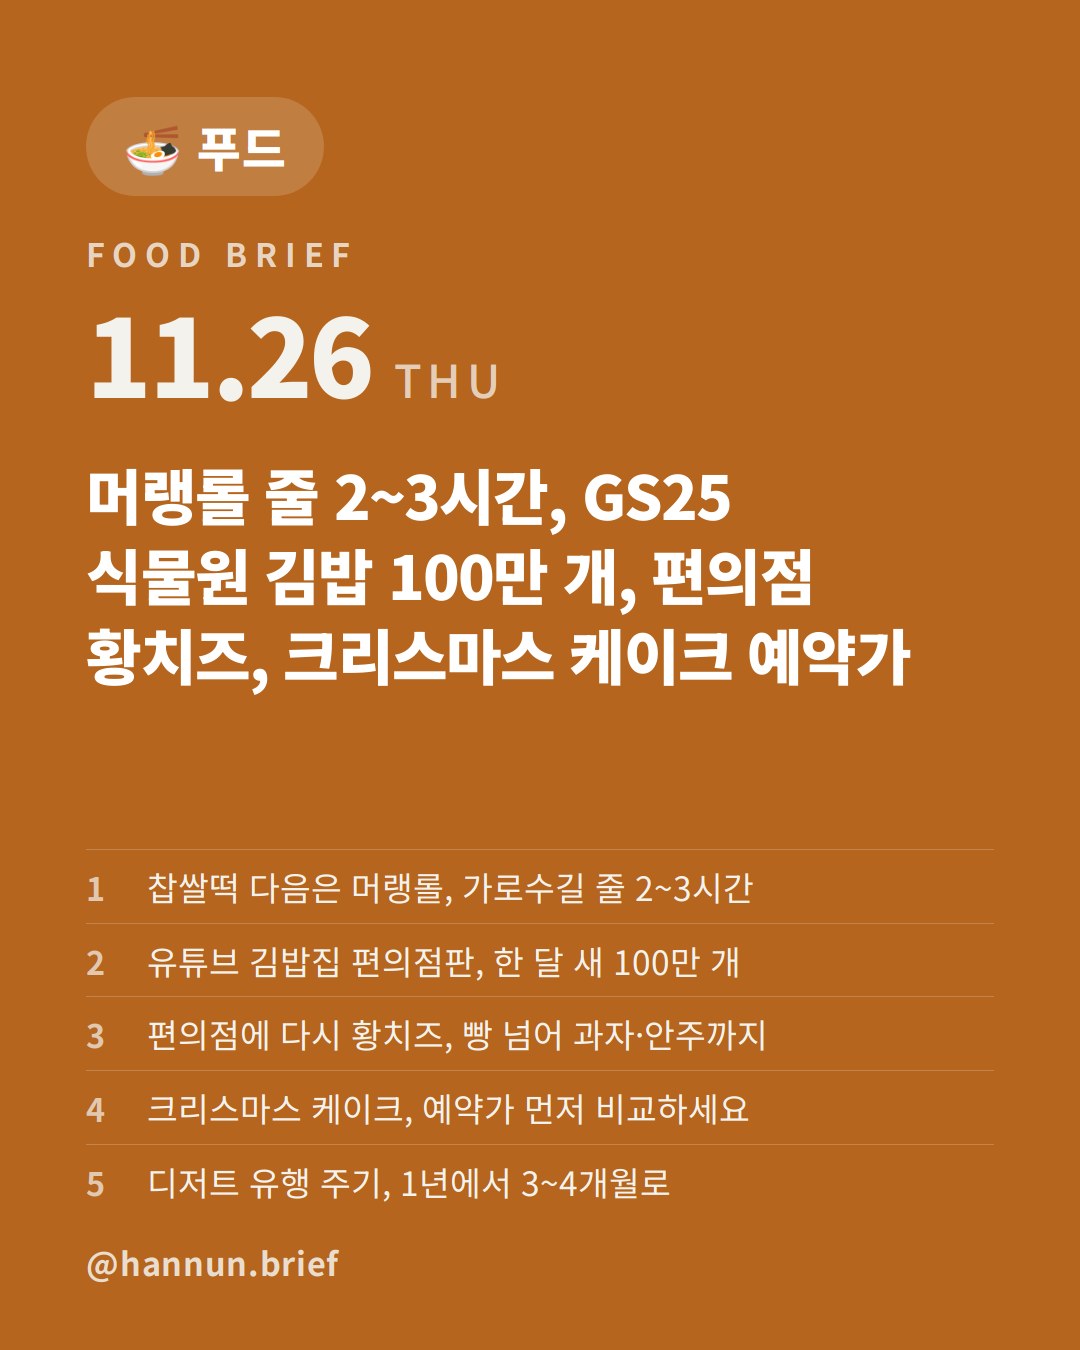 푸드
FOOD BRIEF
11.26 THU
머랭롤 줄 2~3시간, GS25
식물원 김밥 100만 개, 편의점
황치즈, 크리스마스 케이크 예약가
1 찹쌀떡 다음은 머랭롤, 가로수길 줄 2~3시간
2 유튜브 김밥집 편의점판, 한 달 새 100만 개
3 편의점에 다시 황치즈, 빵 넘어 과자·안주까지
4 크리스마스 케이크, 예약가 먼저 비교하세요
5 디저트 유행 주기, 1년에서 3~4개월로
@hannun.brief